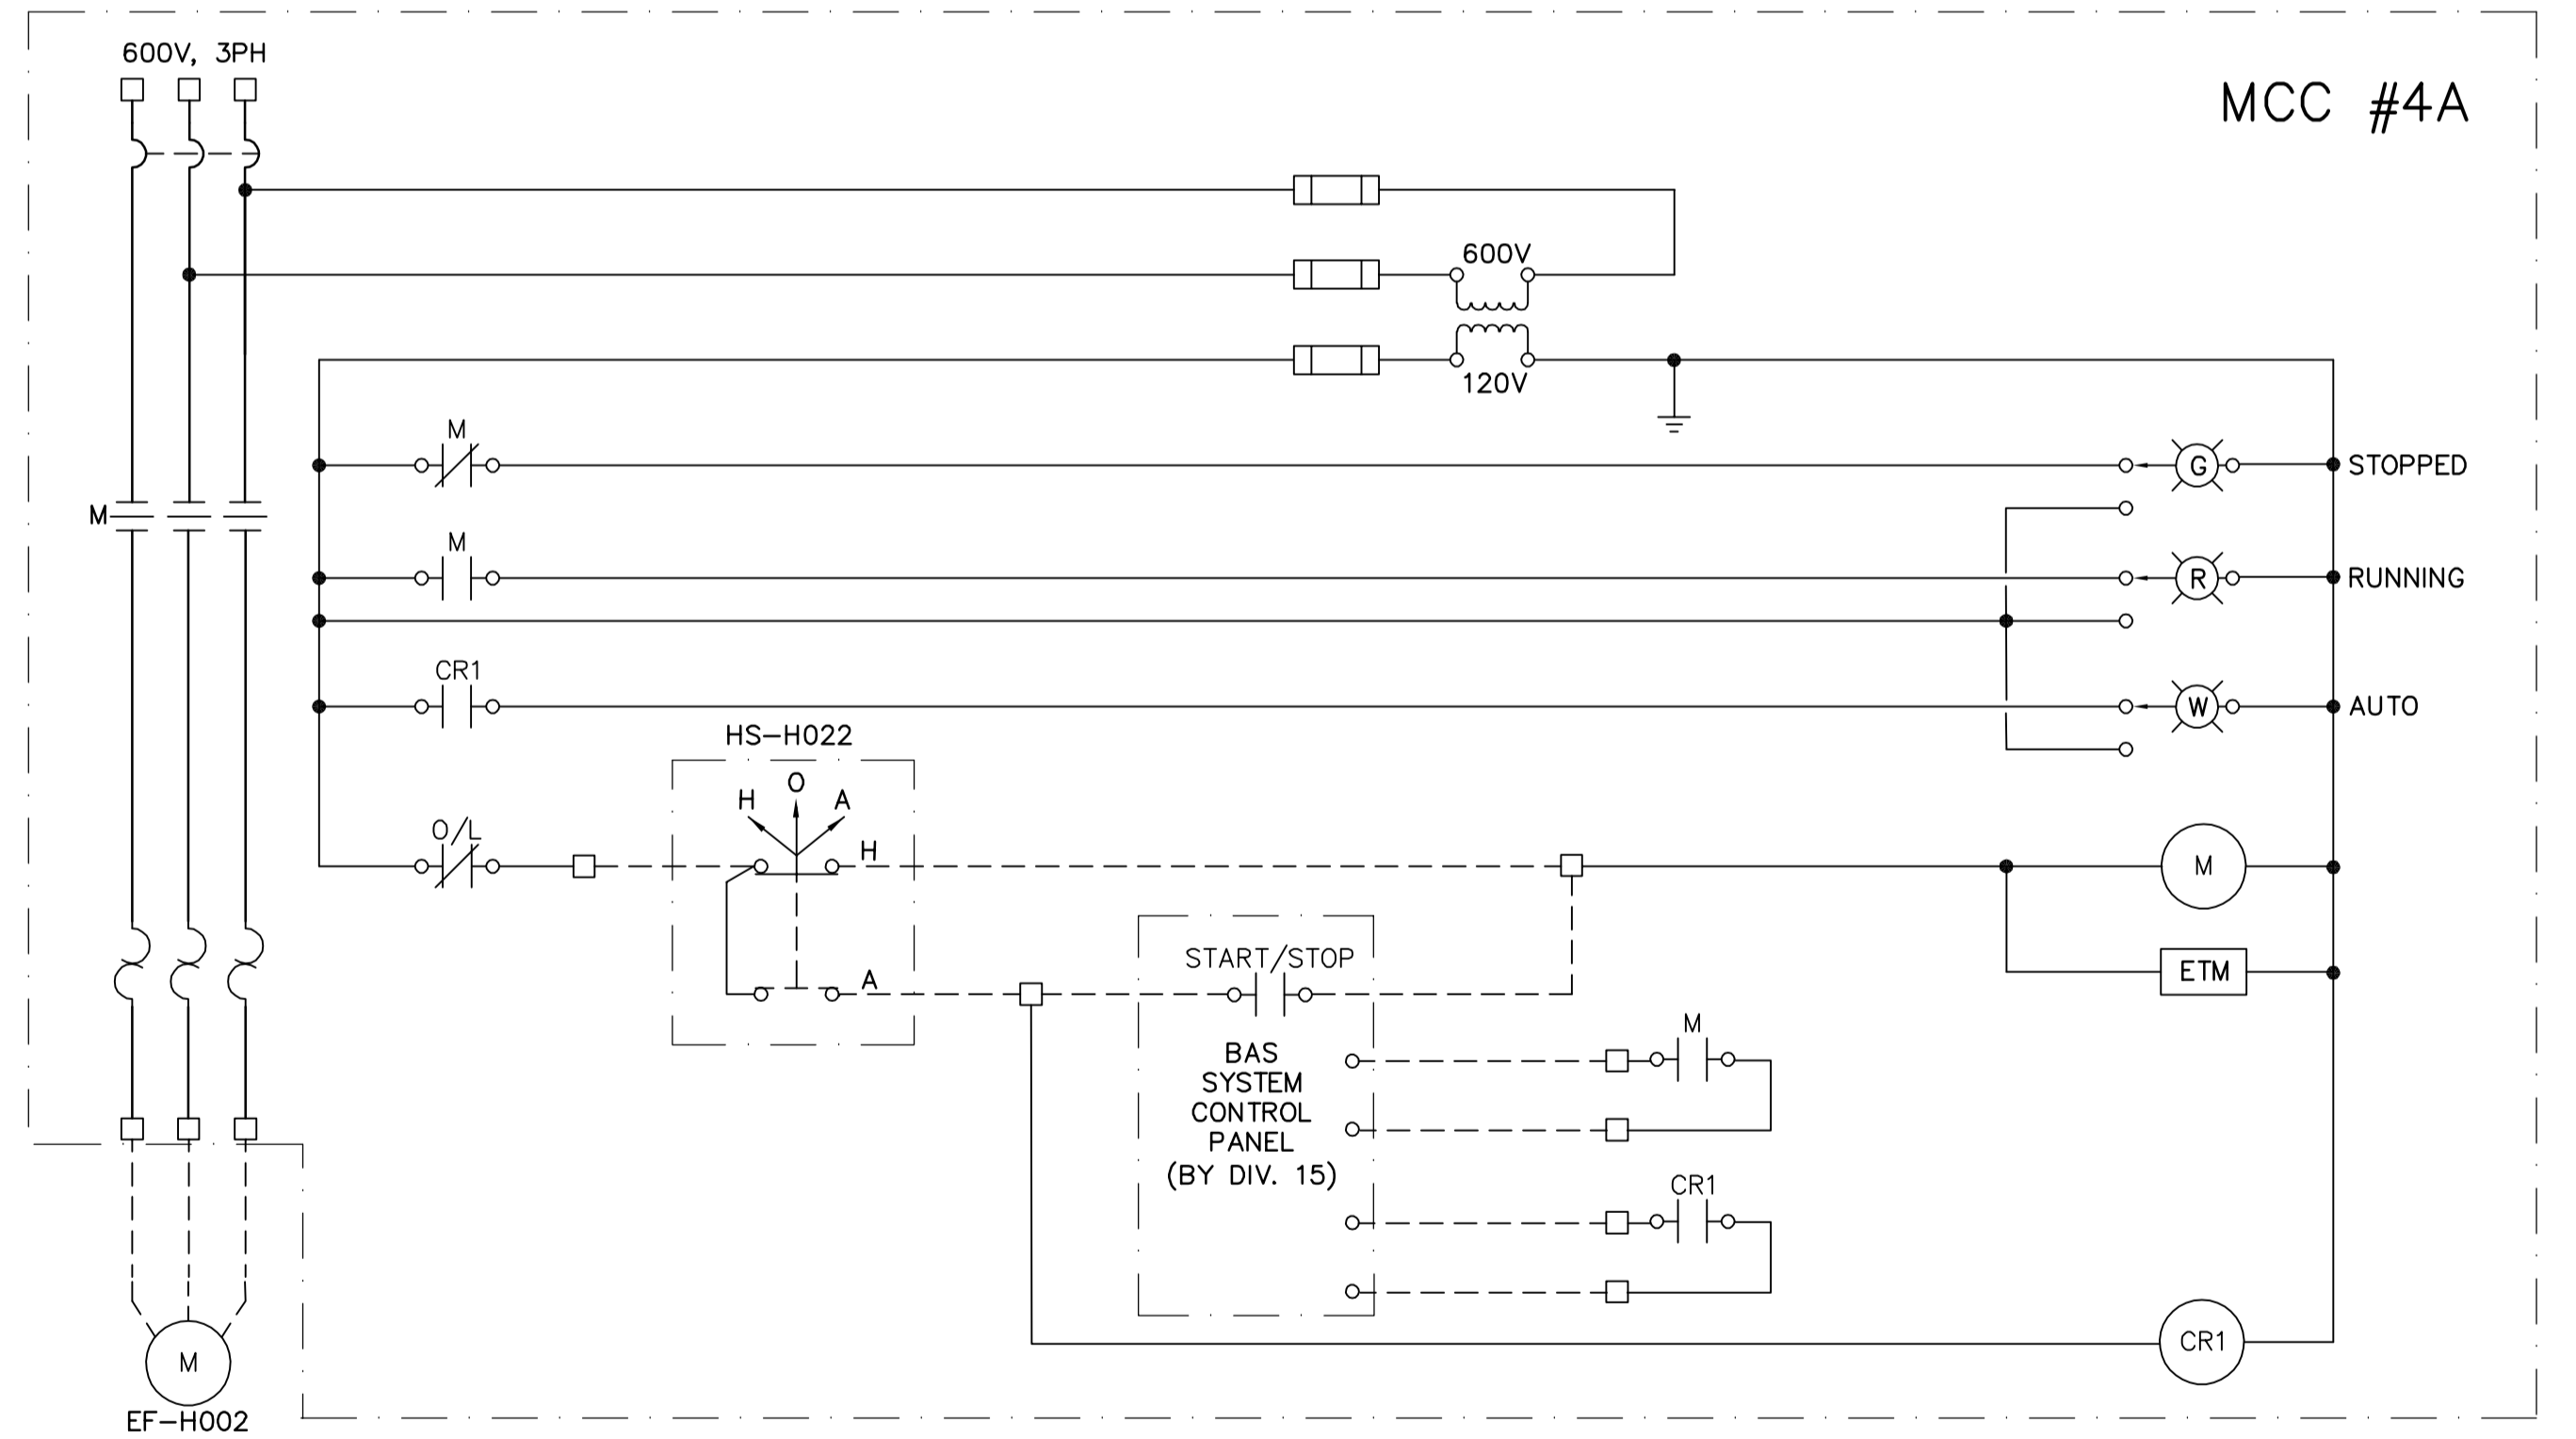 600V, 3PH
MCC #4A
600V
120V
M
G
STOPPED
M
M
R
RUNNING
CR1
W
AUTO
HS-H022
H
O
A
O/L
H
M
START/STOP
A
ETM
BAS
SYSTEM
CONTROL
PANEL
(BY DIV. 15)
M
CR1
CR1
M
EF-H002